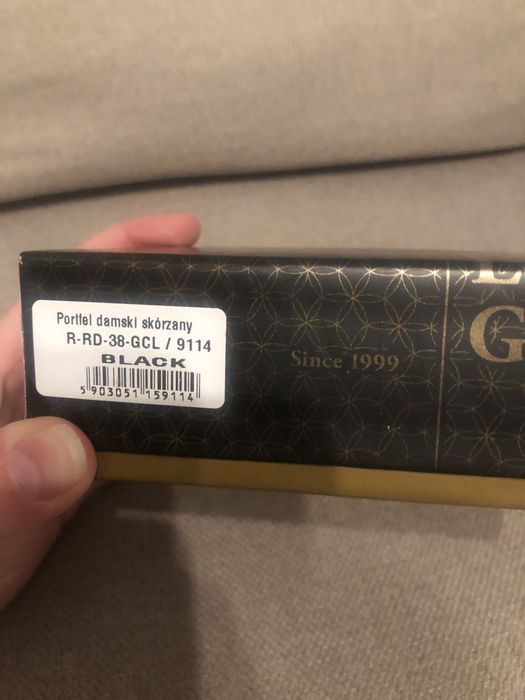 Portfel damski skórzany
R-RD-38-GCL / 9114
BLACK
5 903051 159114
Since 1999
G